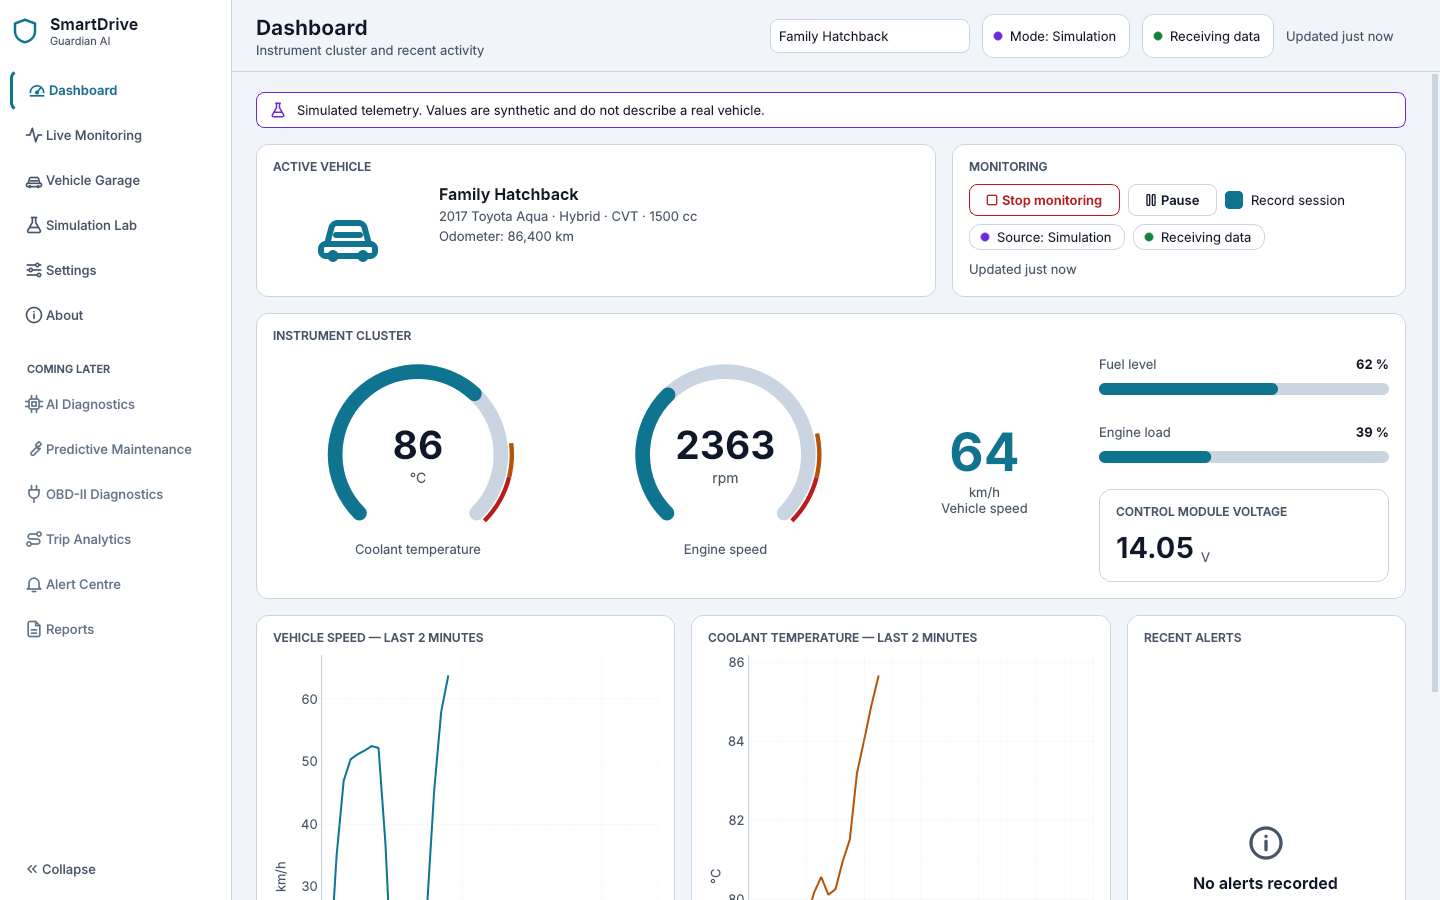 SmartDrive
Guardian AI
Dashboard
Live Monitoring
Vehicle Garage
Simulation Lab
Settings
About
COMING LATER
AI Diagnostics
Predictive Maintenance
OBD-II Diagnostics
Trip Analytics
Alert Centre
Reports
Collapse
Dashboard
Instrument cluster and recent activity
Family Hatchback
Mode: Simulation
Receiving data
Updated just now
Simulated telemetry. Values are synthetic and do not describe a real vehicle.
ACTIVE VEHICLE
Family Hatchback
2017 Toyota Aqua · Hybrid · CVT · 1500 cc
Odometer: 86,400 km
MONITORING
Stop monitoring
Pause
Record session
Source: Simulation
Receiving data
Updated just now
INSTRUMENT CLUSTER
86
°C
Coolant temperature
2363
rpm
Engine speed
64
km/h
Vehicle speed
Fuel level
62 %
Engine load
39 %
CONTROL MODULE VOLTAGE
14.05 V
VEHICLE SPEED — LAST 2 MINUTES
60
50
40
30
km/h
COOLANT TEMPERATURE — LAST 2 MINUTES
86
84
82
80
°C
RECENT ALERTS
No alerts recorded